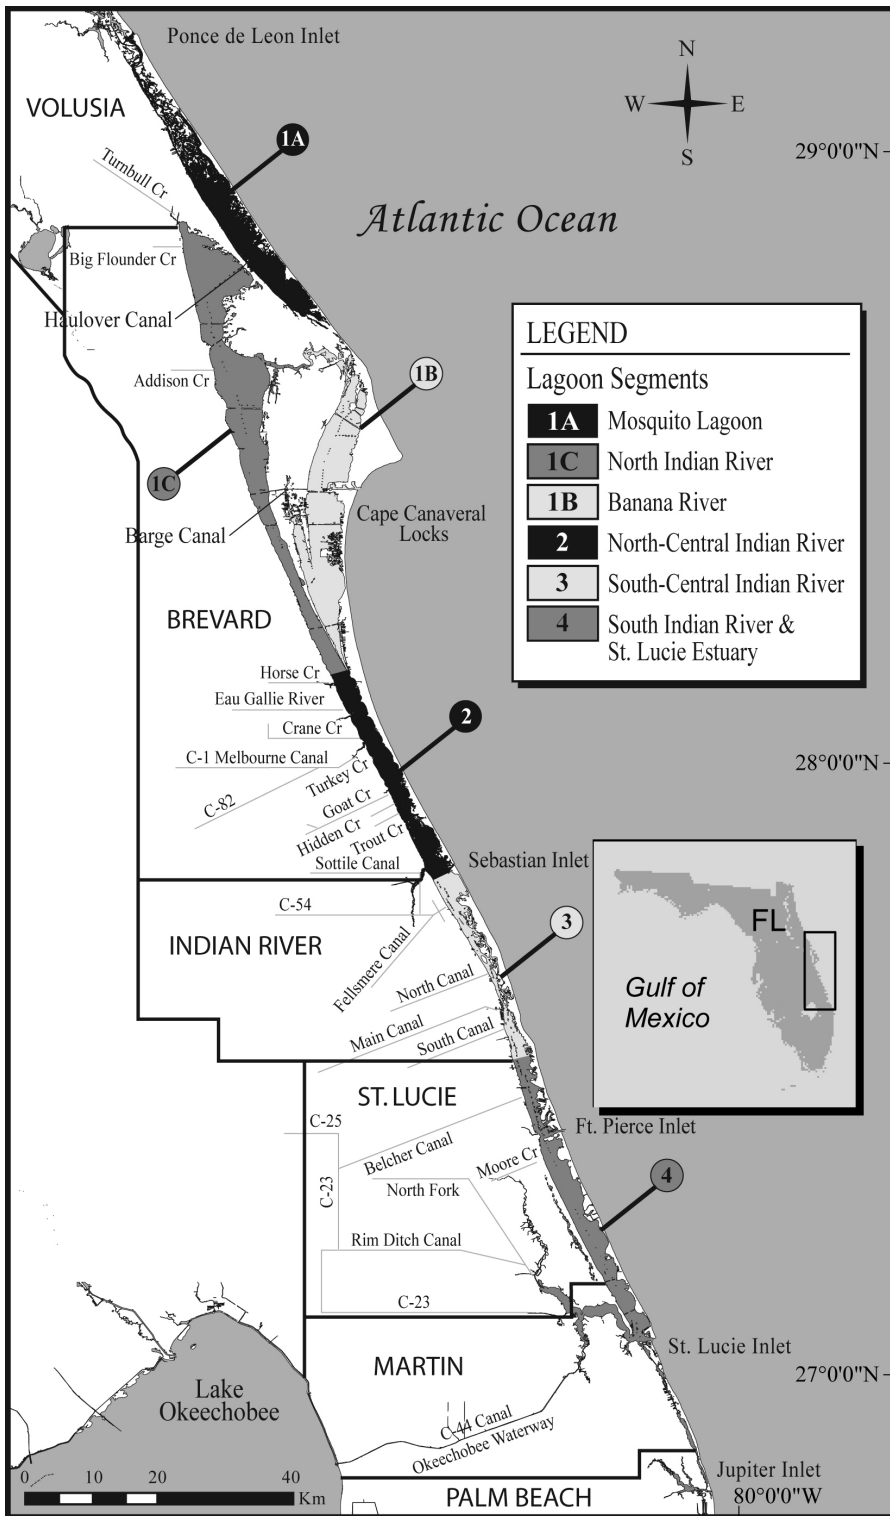 Ponce de Leon Inlet
N
W
E
S
VOLUSIA
1A
29°0'0"N
Turnbull Cr
Atlantic Ocean
Big Flounder Cr
Haulover Canal
Addison Cr
1B
1C
Barge Canal
Cape Canaveral
Locks
LEGEND
Lagoon Segments
1A Mosquito Lagoon
1C North Indian River
1B Banana River
2 North-Central Indian River
3 South-Central Indian River
4 South Indian River &
St. Lucie Estuary
BREVARD
Horse Cr
Eau Gallie River
Crane Cr
C-1 Melbourne Canal
2
28°0'0"N
Turkey Cr
C-82
Goat Cr
Hidden Cr
Trout Cr
Sottile Canal
Sebastian Inlet
C-54
3
INDIAN RIVER
Fellsmere Canal
North Canal
Main Canal
South Canal
FL
Gulf of
Mexico
ST. LUCIE
C-25
Ft. Pierce Inlet
Belcher Canal
Moore Cr
4
C-23
North Fork
Rim Ditch Canal
C-23
St. Lucie Inlet
MARTIN
27°0'0"N
Lake
Okeechobee
C-44 Canal
Okeechobee Waterway
0 10 20 40
Km
Jupiter Inlet
80°0'0"W
PALM BEACH